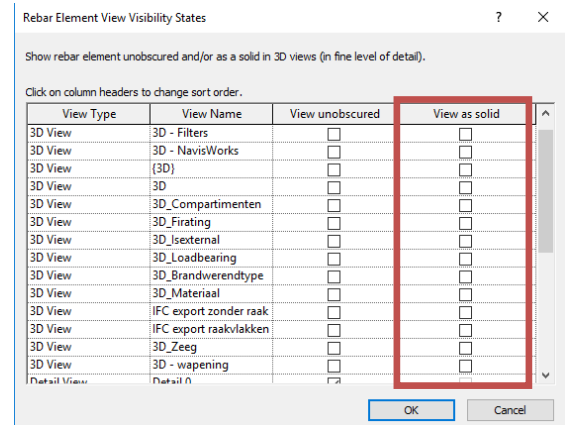 Rebar Element View Visibility States
Show rebar element unobscured and/or as a solid in 3D views (in fine level of detail).
Click on column headers to change sort order.
View Type View Name View unobscured View as solid
3D View 3D - Filters
3D View 3D - NavisWorks
3D View {3D}
3D View 3D
3D View 3D_Compartimenten
3D View 3D_Firating
3D View 3D_Isexternal
3D View 3D_Loadbearing
3D View 3D_Brandwerendtype
3D View 3D_Materiaal
3D View IFC export zonder raak
3D View IFC export raakvlakken
3D View 3D_Zeeg
3D View 3D - wapening
Detail View Detail 0
OK Cancel